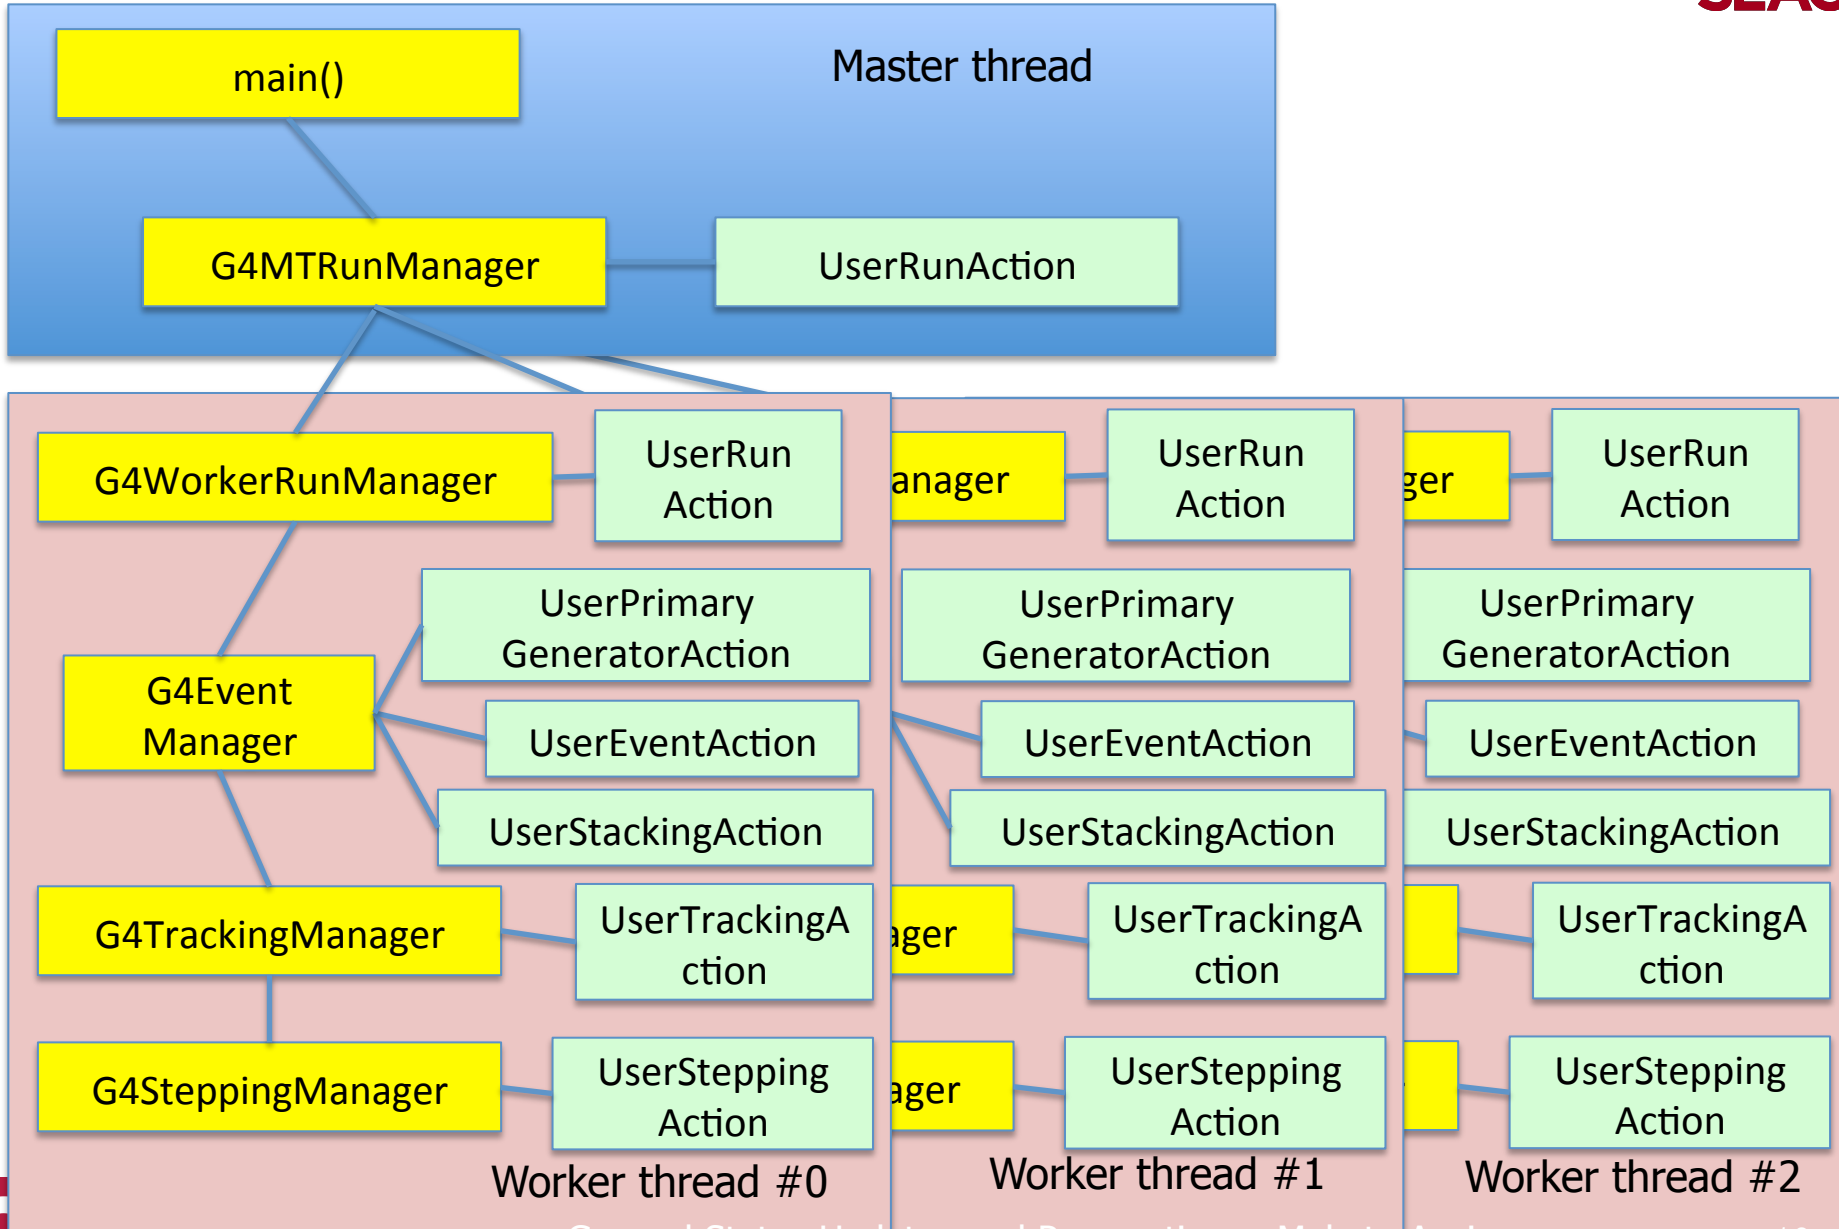 SLAC
main()
Master thread
G4MTRunManager
UserRunAction
G4WorkerRunManager
UserRun
Action
anager
UserRun
Action
ger
UserRun
Action
UserPrimary
GeneratorAction
UserPrimary
GeneratorAction
UserPrimary
GeneratorAction
G4Event
Manager
UserEventAction
UserEventAction
UserEventAction
UserStackingAction
UserStackingAction
UserStackingAction
G4TrackingManager
UserTrackingA
ction
ager
UserTrackingA
ction
UserTrackingA
ction
G4SteppingManager
UserStepping
Action
ager
UserStepping
Action
UserStepping
Action
Worker thread #0
Worker thread #1
Worker thread #2